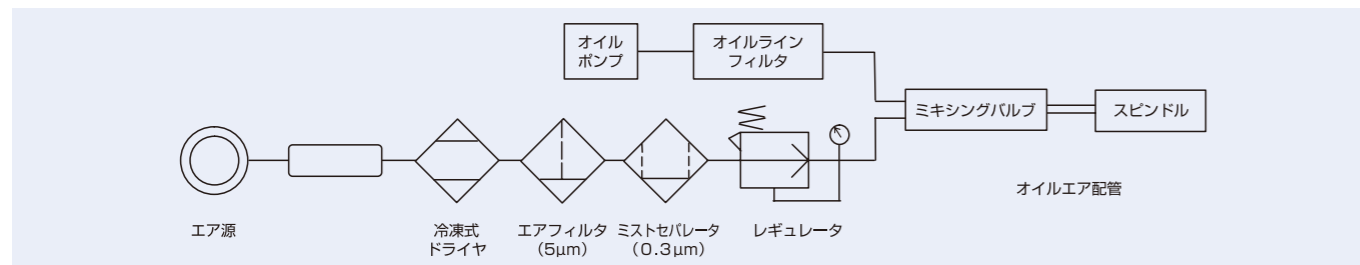 オイル
ポンプ
オイルライン
フィルタ
ミキシングバルブ
スピンドル
オイルエア配管
エア源
冷凍式
ドライヤ
エアフィルタ
(5μm)
ミストセパレータ
(0.3μm)
レギュレータ